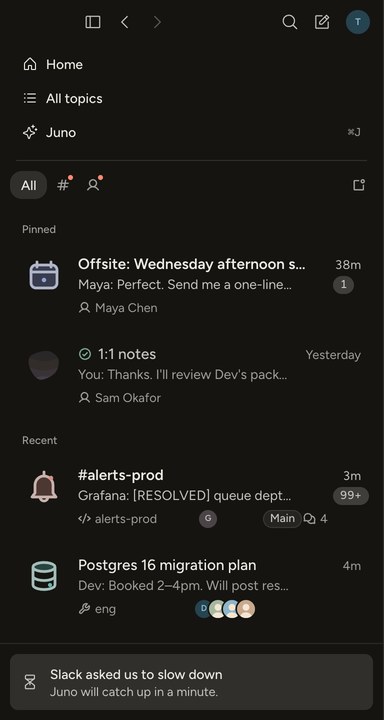 T
Home
All topics
Juno ⌘J
All #
Pinned
Offsite: Wednesday afternoon s... 38m
Maya: Perfect. Send me a one-line... 1
Maya Chen
1:1 notes Yesterday
You: Thanks. I'll review Dev's pack...
Sam Okafor
Recent
#alerts-prod 3m
Grafana: [RESOLVED] queue dept... 99+
alerts-prod G Main 4
Postgres 16 migration plan 4m
Dev: Booked 2–4pm. Will post res...
eng D
Slack asked us to slow down
Juno will catch up in a minute.